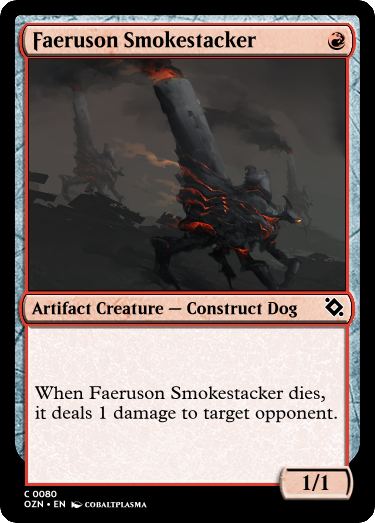 Faeruson Smokestacker
Artifact Creature — Construct Dog
When Faeruson Smokestacker dies,
it deals 1 damage to target opponent.
1/1
C 0080
OZN • EN COBALTPLASMA